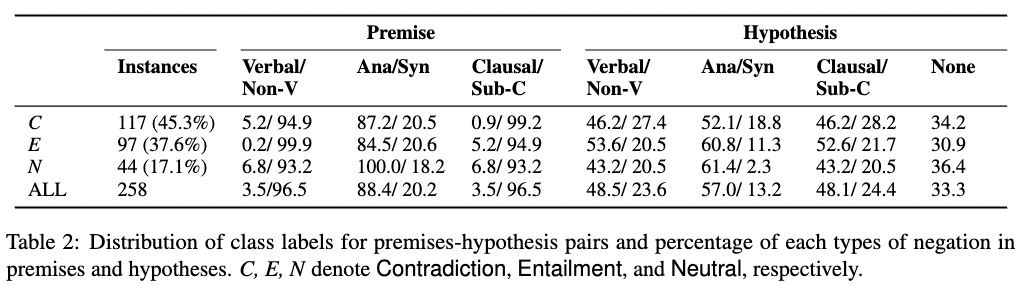 Premise Hypothesis
Instances Verbal/ Non-V Ana/Syn Clausal/ Sub-C Verbal/ Non-V Ana/Syn Clausal/ Sub-C None
C 117 (45.3%) 5.2/ 94.9 87.2/ 20.5 0.9/ 99.2 46.2/ 27.4 52.1/ 18.8 46.2/ 28.2 34.2
E 97 (37.6%) 0.2/ 99.9 84.5/ 20.6 5.2/ 94.9 53.6/ 20.5 60.8/ 11.3 52.6/ 21.7 30.9
N 44 (17.1%) 6.8/ 93.2 100.0/ 18.2 6.8/ 93.2 43.2/ 20.5 61.4/ 2.3 43.2/ 20.5 36.4
ALL 258 3.5/96.5 88.4/ 20.2 3.5/ 96.5 48.5/ 23.6 57.0/ 13.2 48.1/ 24.4 33.3
Table 2: Distribution of class labels for premises-hypothesis pairs and percentage of each types of negation in
premises and hypotheses. C, E, N denote Contradiction, Entailment, and Neutral, respectively.